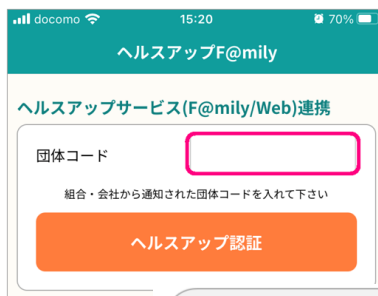 docomo 15:20 70%
ヘルスアップF@mily
ヘルスアップサービス(F@mily/Web)連携
団体コード
組合・会社から通知された団体コードを入れて下さい
ヘルスアップ認証